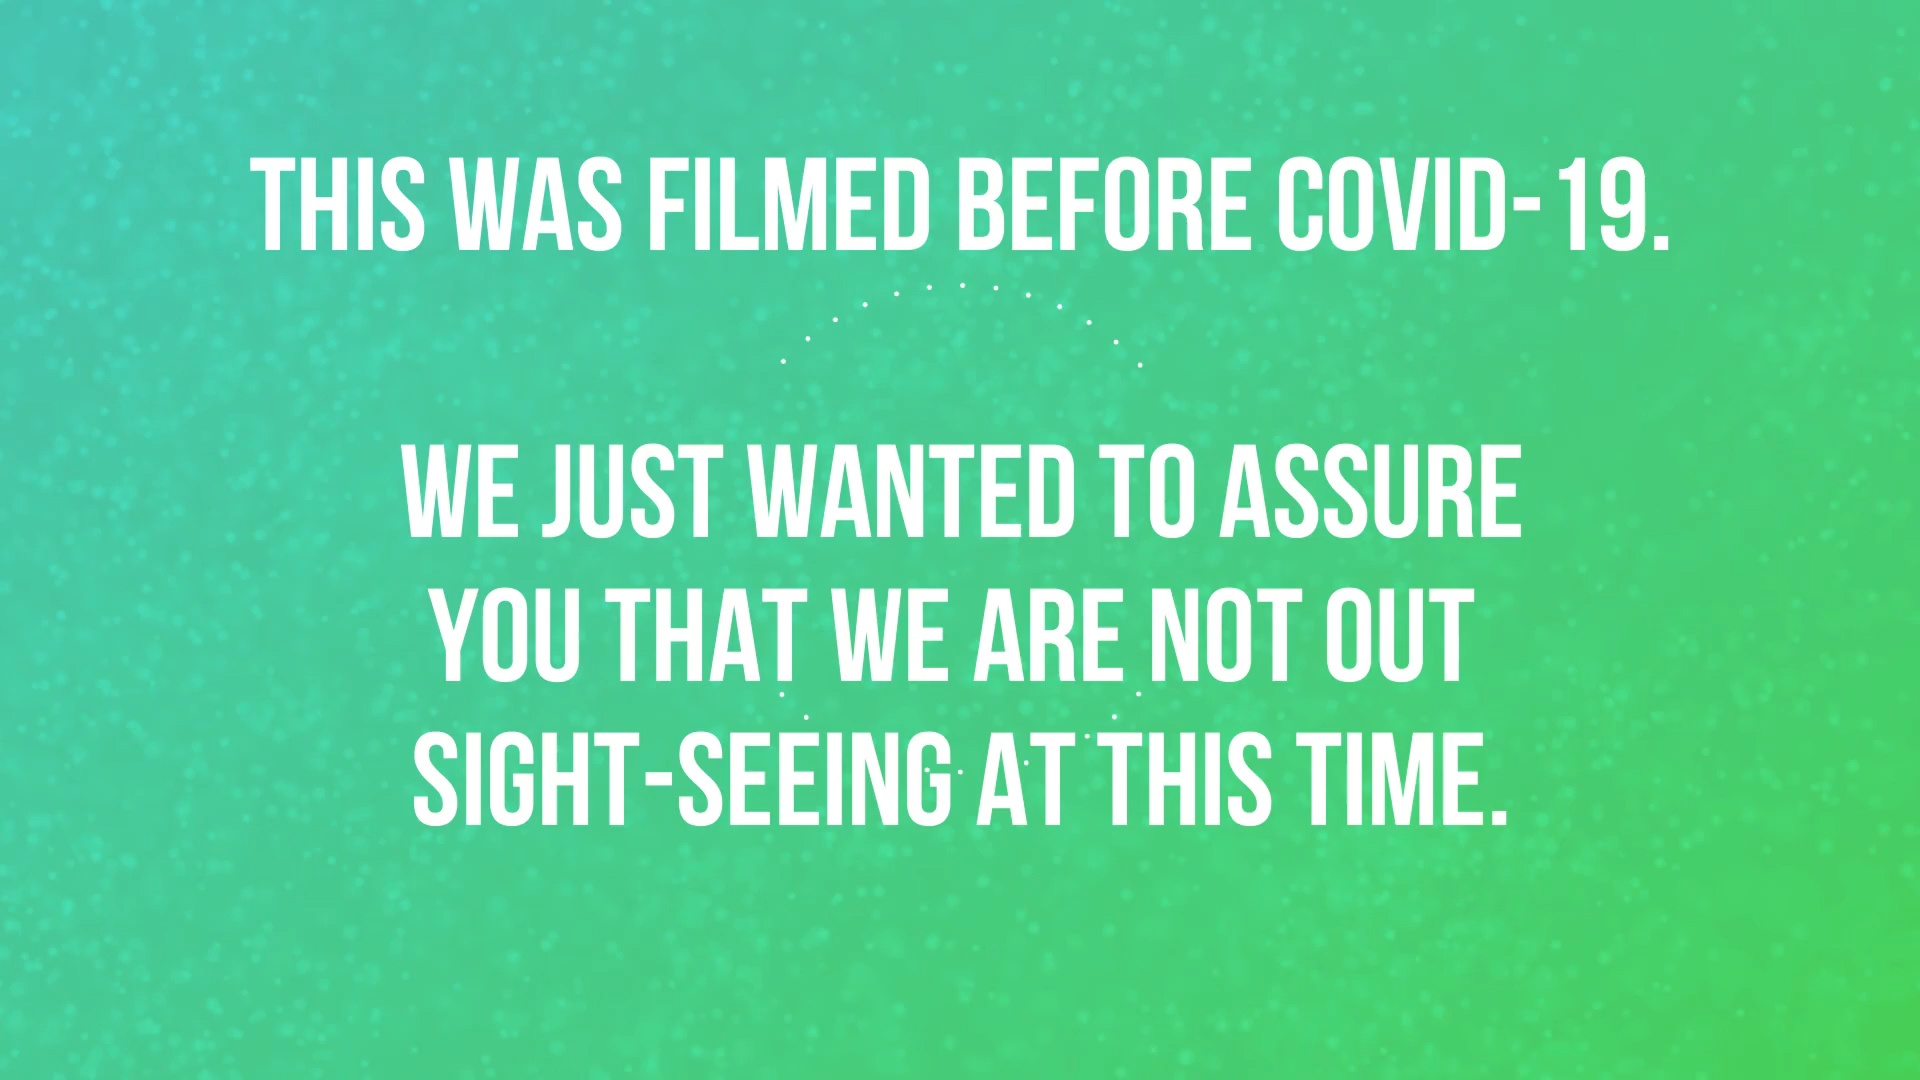 THIS WAS FILMED BEFORE COVID-19.
WE JUST WANTED TO ASSURE
YOU THAT WE ARE NOT OUT
SIGHT-SEEING AT THIS TIME.